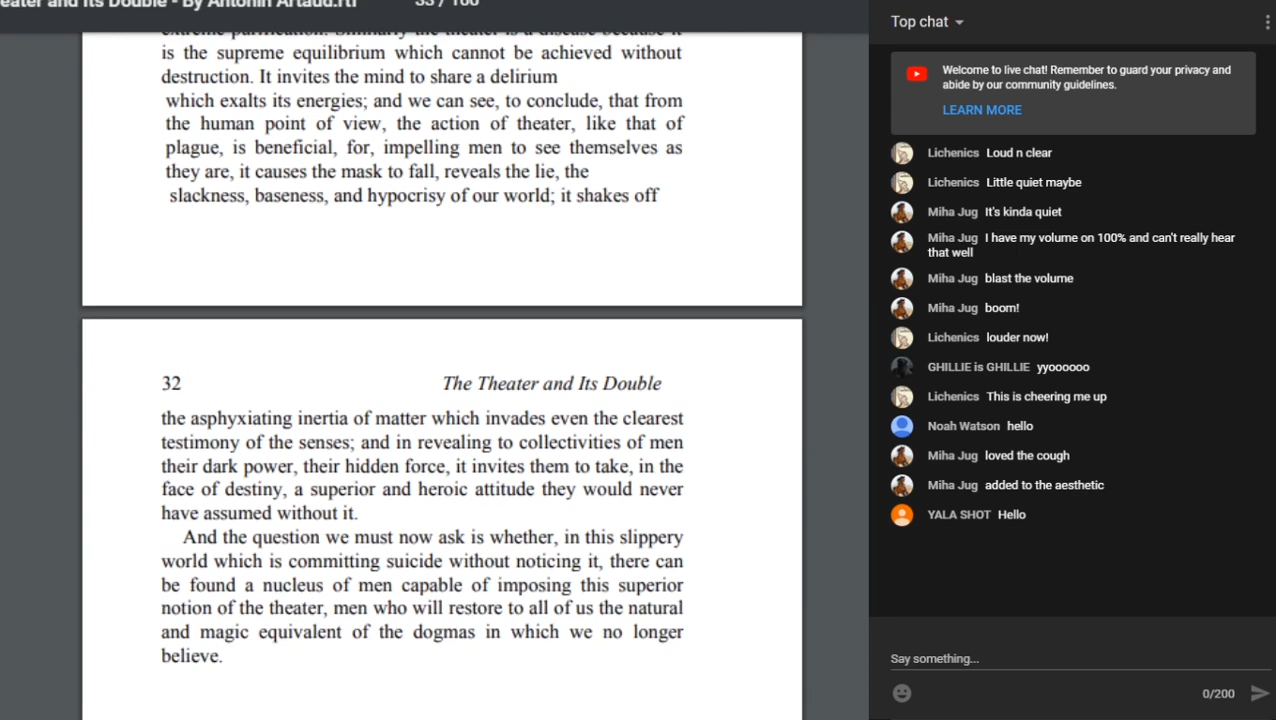 eater and Its Double - By Antonin Artaud.rtf
33 / 160
extreme purification. Similarly the theater is a disease because it
is the supreme equilibrium which cannot be achieved without
destruction. It invites the mind to share a delirium
which exalts its energies; and we can see, to conclude, that from
the human point of view, the action of theater, like that of
plague, is beneficial, for, impelling men to see themselves as
they are, it causes the mask to fall, reveals the lie, the
slackness, baseness, and hypocrisy of our world; it shakes off
32
The Theater and Its Double
the asphyxiating inertia of matter which invades even the clearest
testimony of the senses; and in revealing to collectivities of men
their dark power, their hidden force, it invites them to take, in the
face of destiny, a superior and heroic attitude they would never
have assumed without it.
And the question we must now ask is whether, in this slippery
world which is committing suicide without noticing it, there can
be found a nucleus of men capable of imposing this superior
notion of the theater, men who will restore to all of us the natural
and magic equivalent of the dogmas in which we no longer
believe.
Top chat
Welcome to live chat! Remember to guard your privacy and
abide by our community guidelines.
LEARN MORE
Lichenics Loud n clear
Lichenics Little quiet maybe
Miha Jug It's kinda quiet
Miha Jug I have my volume on 100% and can't really hear
that well
Miha Jug blast the volume
Miha Jug boom!
Lichenics louder now!
GHILLIE is GHILLIE yyoooooo
Lichenics This is cheering me up
Noah Watson hello
Miha Jug loved the cough
Miha Jug added to the aesthetic
YALA SHOT Hello
Say something...
0/200